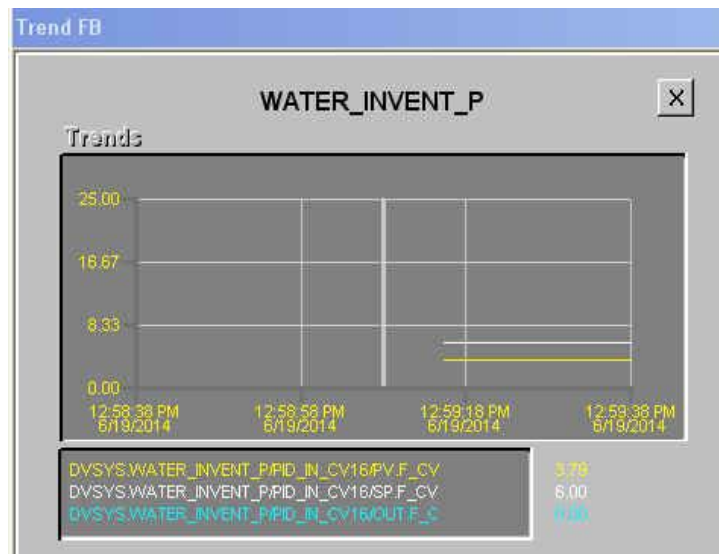 Trend FB
WATER_INVENT_P
X
Trends
25.00
16.67
8.33
0.00
12:58:38 PM 12:58:58 PM 12:59:18 PM 12:59:38 PM
6/19/2014 6/19/2014 6/19/2014 6/19/2014
DVSYS.WATER_INVENT_P/PID_IN_CV16/PV.F_CV 3.79
DVSYS.WATER_INVENT_P/PID_IN_CV16/SP.F_CV 6.00
DVSYS.WATER_INVENT_P/PID_IN_CV16/OUT.F_C 0.00